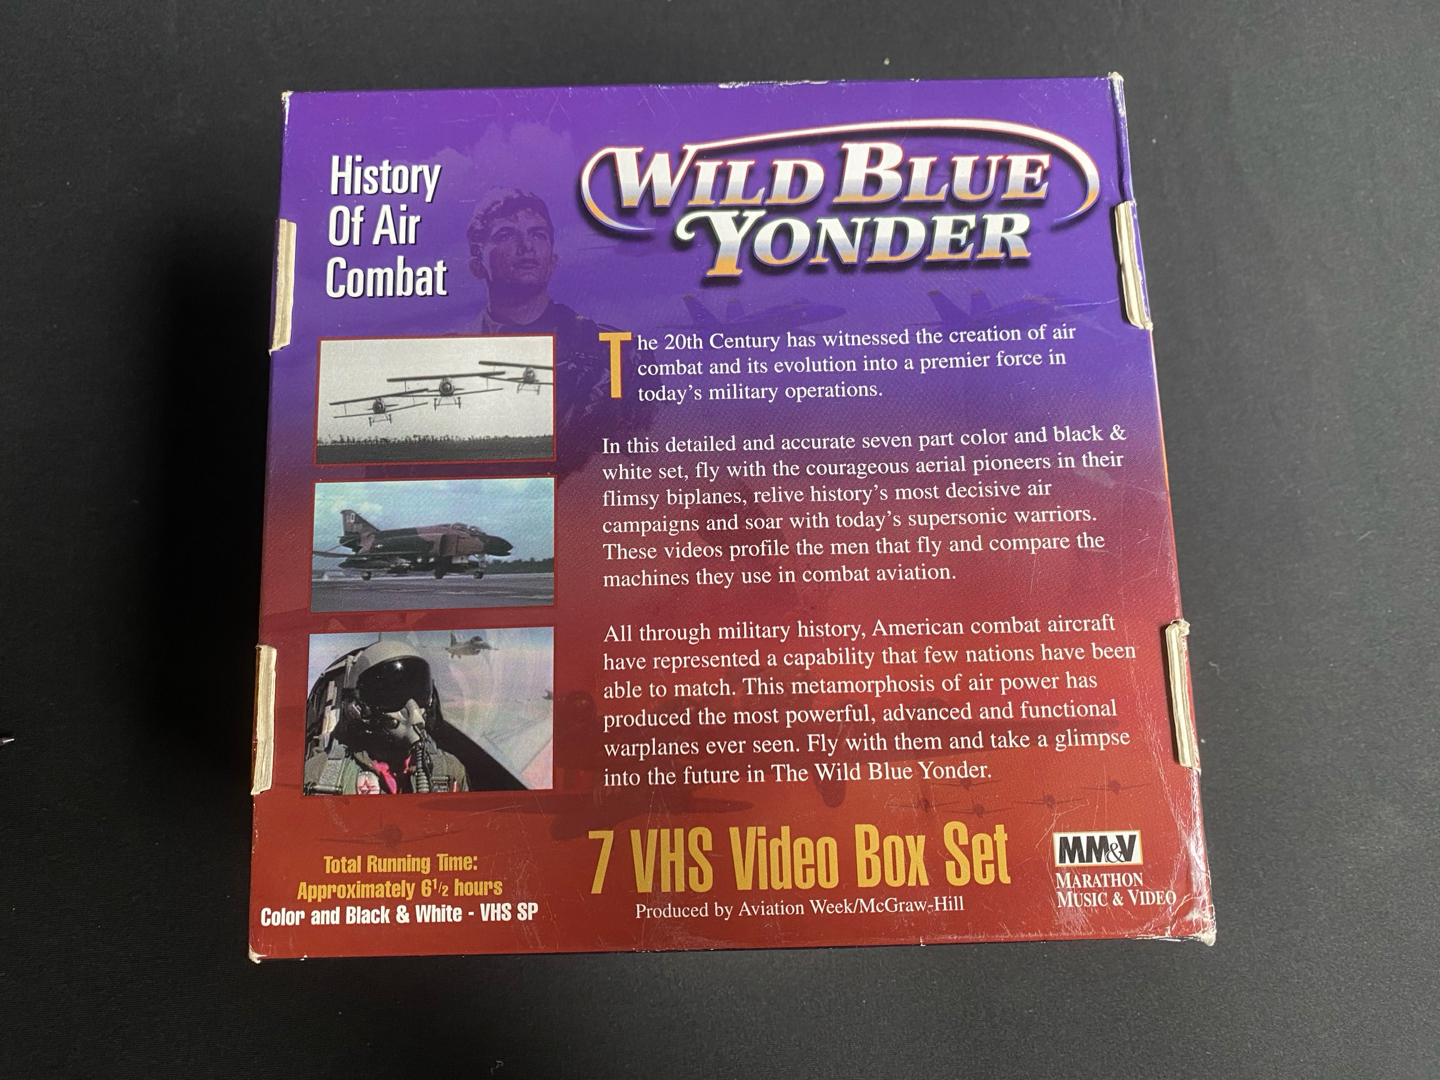 History
Of Air
Combat
WILD BLUE
YONDER
The 20th Century has witnessed the creation of air
combat and its evolution into a premier force in
today's military operations.
In this detailed and accurate seven part color and black &
white set, fly with the courageous aerial pioneers in their
flimsy biplanes, relive history's most decisive air
campaigns and soar with today's supersonic warriors.
These videos profile the men that fly and compare the
machines they use in combat aviation.
All through military history, American combat aircraft
have represented a capability that few nations have been
able to match. This metamorphosis of air power has
produced the most powerful, advanced and functional
warplanes ever seen. Fly with them and take a glimpse
into the future in The Wild Blue Yonder.
Total Running Time:
Approximately 6 1/2 hours
Color and Black & White - VHS SP
7 VHS Video Box Set
Produced by Aviation Week/McGraw-Hill
MM&V
MARATHON
MUSIC & VIDEO